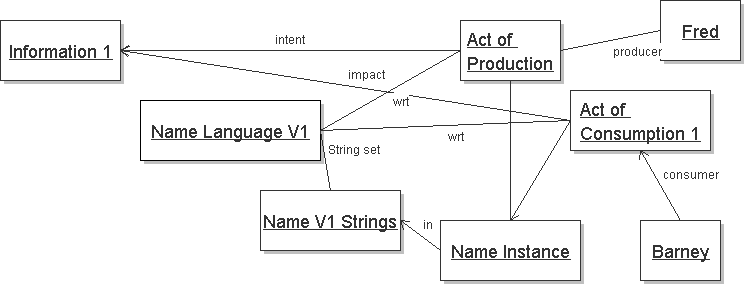 Information 1
intent
Act of
Production
producer
Fred
impact
wrt
Name Language V1
String set
wrt
Act of
Consumption 1
consumer
Name V1 Strings
in
Name Instance
Barney